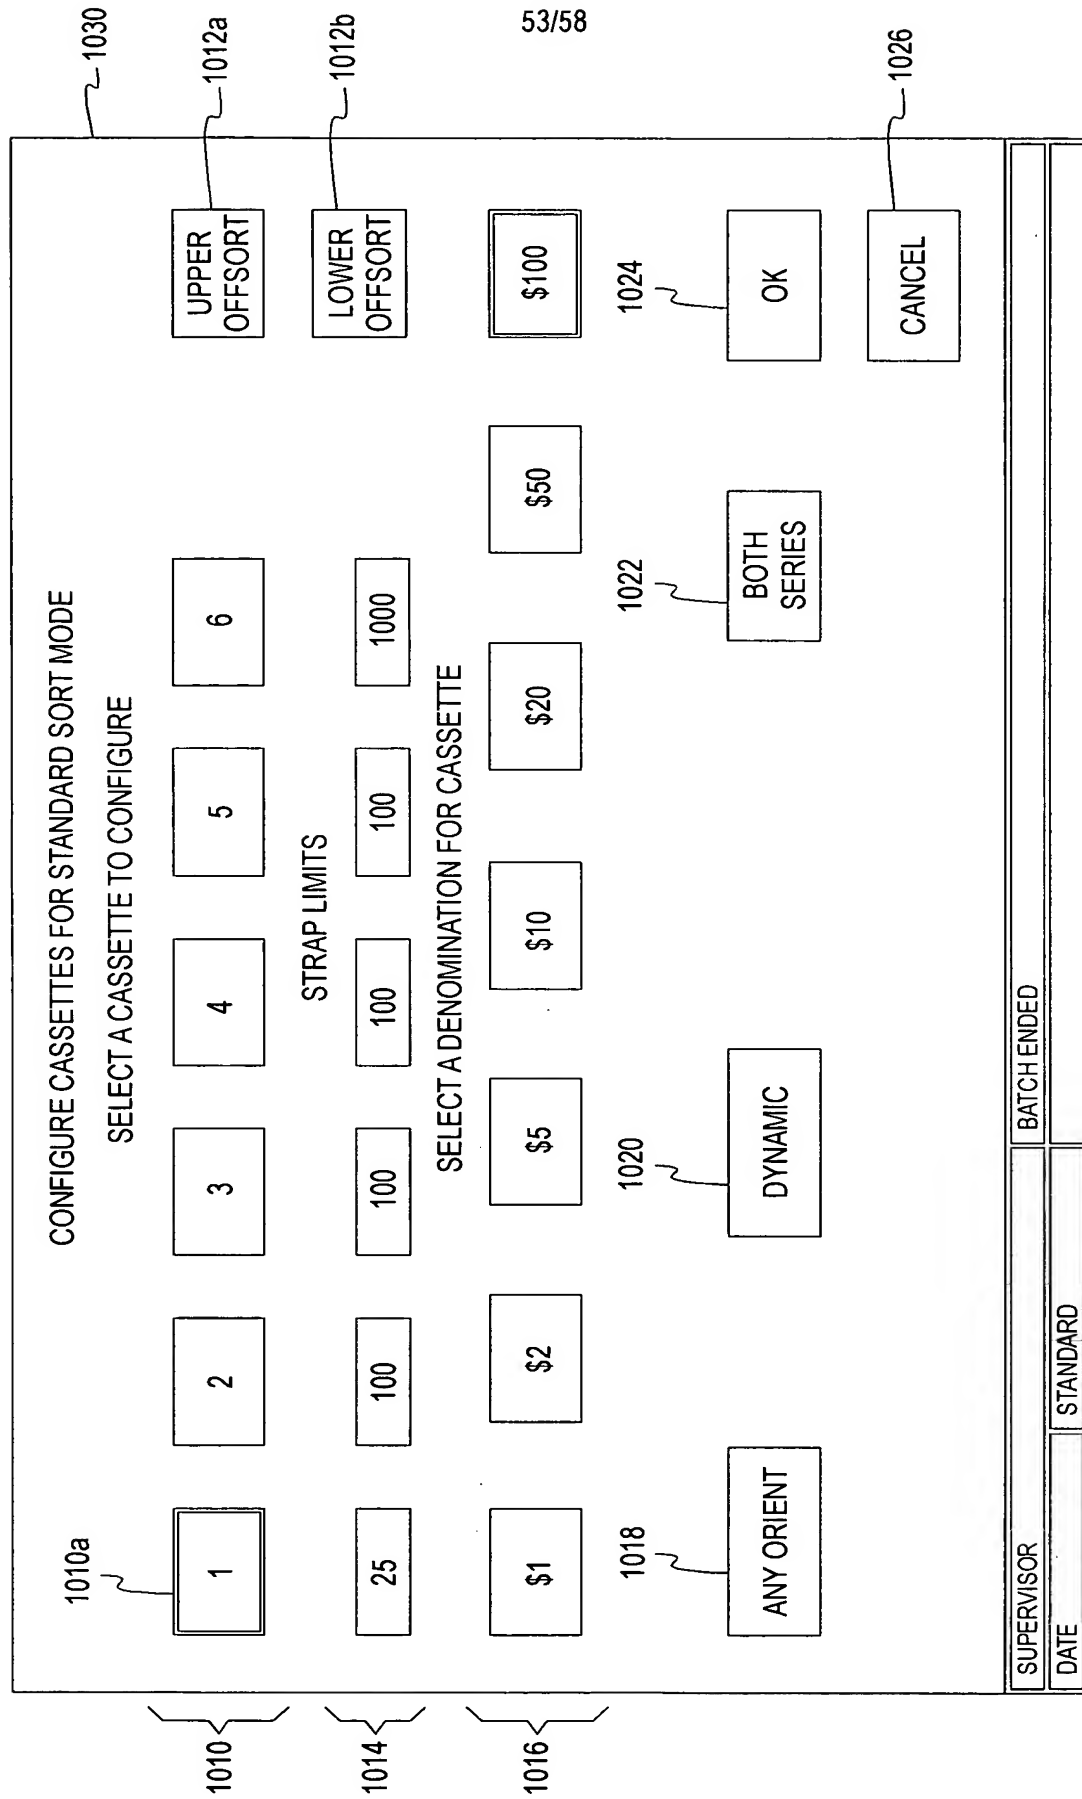 53/58
1030
CONFIGURE CASSETTES FOR STANDARD SORT MODE
SELECT A CASSETTE TO CONFIGURE
1010a
1012a
1010
1
2
3
4
5
6
UPPER
OFFSORT
STRAP LIMITS
1012b
1014
25
100
100
100
100
1000
LOWER
OFFSORT
SELECT A DENOMINATION FOR CASSETTE
1016
$1
$2
$5
$10
$20
$50
$100
1018
1020
1022
1024
ANY ORIENT
DYNAMIC
BOTH
SERIES
OK
1026
CANCEL
SUPERVISOR
BATCH ENDED
DATE
STANDARD